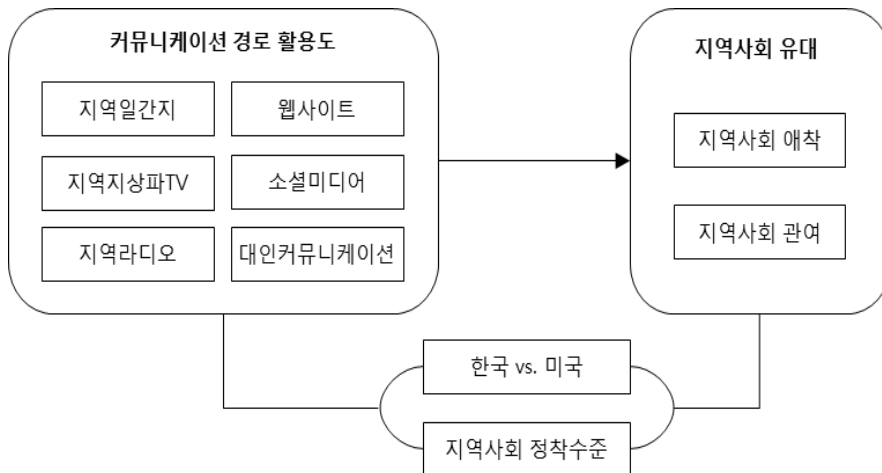 커뮤니케이션 경로 활용도
지역일간지
웹사이트
지역지상파TV
소셜미디어
지역라디오
대인커뮤니케이션
지역사회 유대
지역사회 애착
지역사회 관여
한국 vs. 미국
지역사회 정착수준